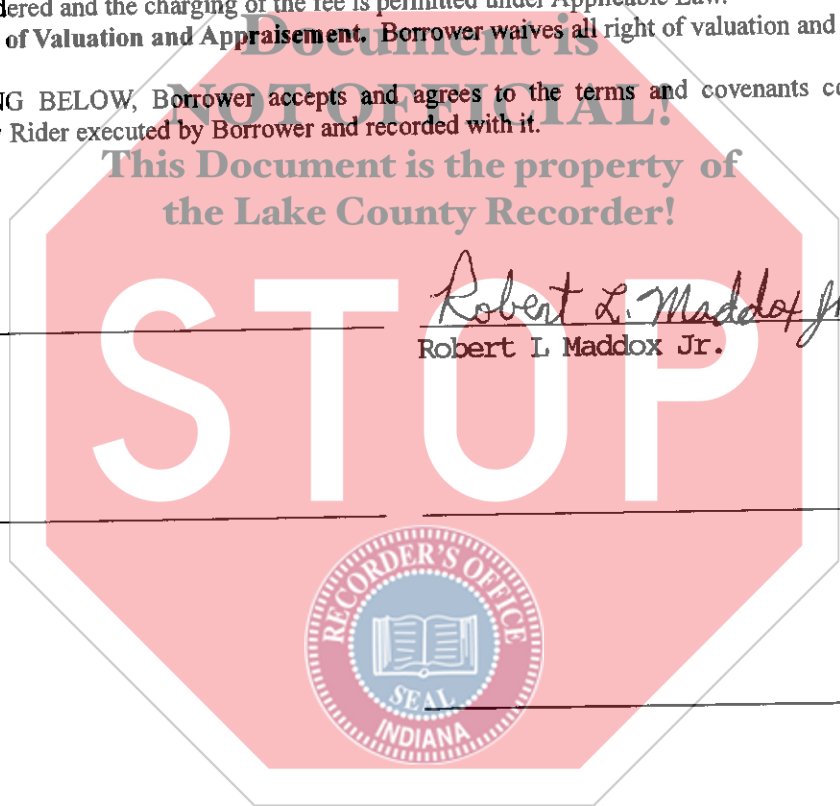 dered and the charging of the fee is permitted under Applicable Law.
of Valuation and Appraisement. Borrower waives all right of valuation and
Document is
NG BELOW, Borrower accepts and agrees to the terms and covenants co
NOT OFFICIAL!
Rider executed by Borrower and recorded with it.
This Document is the property of
the Lake County Recorder!
Robert L. Maddox Jr
Robert L Maddox Jr.
STOP
RECORDER'S OFFICE
SEAL
INDIANA